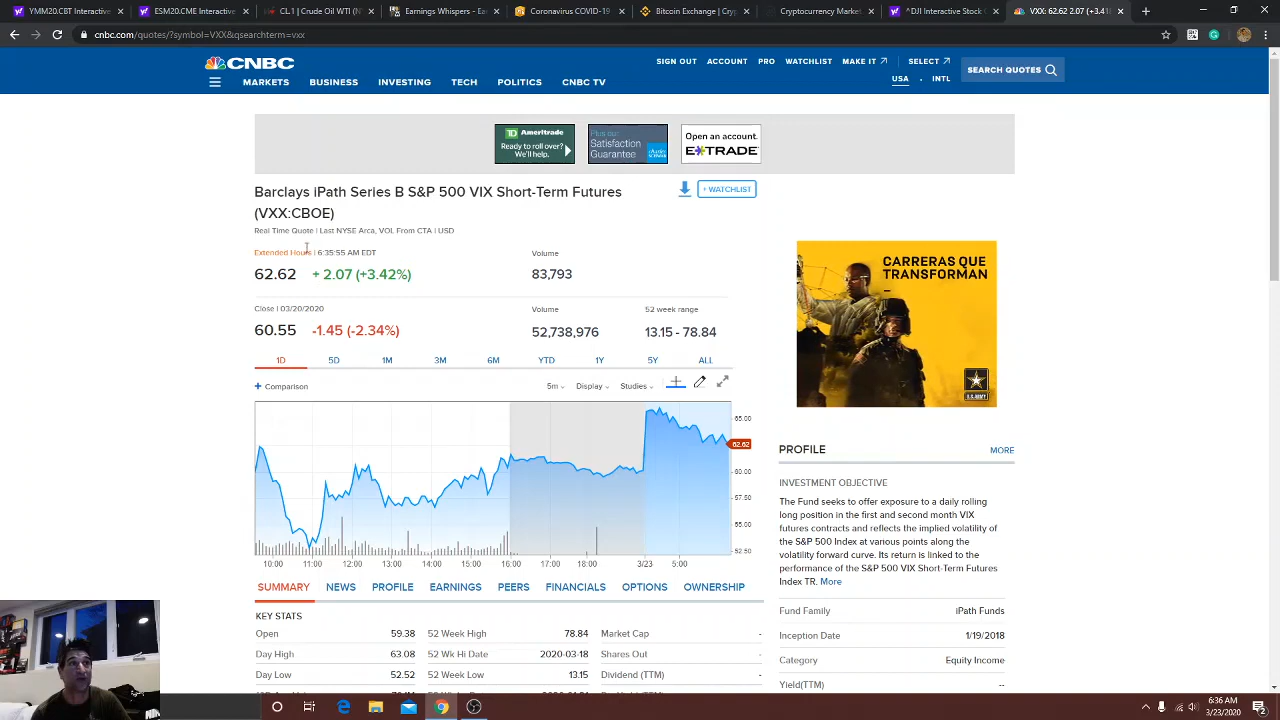 YM20.CBT Interactive
ESM20.CME Interactive
CL1 | Crude Oil WTI (N
Blackberry Messenger - E
Coronavirus COVID-19
Bitcoin Exchange | Cr
Cryptocurrency Market
^DJI Interactive Stock C
VXX: 62.62 2.07 (+3.4
cnbc.com/quotes/?symbol=VXX&qsearchterm=vxx
CNBC
SIGN OUT ACCOUNT PRO WATCHLIST MAKE IT SELECT
USA · INTL
SEARCH QUOTES
MARKETS BUSINESS INVESTING TECH POLITICS CNBC TV
TD Ameritrade
Ready to roll over?
We'll help.
Plus our
Satisfaction
Guarantee
charles SCHWAB
Open an account.
E*TRADE
Barclays iPath Series B S&P 500 VIX Short-Term Futures
(VXX:CBOE)
+ WATCHLIST
Real Time Quote | Last NYSE Arca, VOL From CTA | USD
Extended Hours | 6:35:55 AM EDT
Volume
62.62 + 2.07 (+3.42%) 83,793
Close | 03/20/2020 Volume 52 week range
60.55 -1.45 (-2.34%) 52,738,976 13.15 - 78.84
1D 5D 1M 3M 6M YTD 1Y 5Y ALL
+ Comparison 5m Display Studies
65.00
62.62
60.00
57.50
55.00
52.50
10:00 11:00 12:00 13:00 14:00 15:00 16:00 17:00 18:00 3/23 5:00
SUMMARY NEWS PROFILE EARNINGS PEERS FINANCIALS OPTIONS OWNERSHIP
KEY STATS
Open 59.38 52 Week High 78.84 Market Cap -
Day High 63.08 52 Wk Hi Date 2020-03-18 Shares Out -
Day Low 52.52 52 Week Low 13.15 Dividend (TTM) -
CARRERAS QUE
TRANSFORMAN
U.S. ARMY
PROFILE MORE
INVESTMENT OBJECTIVE
The Fund seeks to offer exposure to a daily rolling
long position in the first and second month VIX
futures contracts and reflects the implied volatility of
the S&P 500 Index at various points along the
volatility forward curve. Its return is linked to the
performance of the S&P 500 VIX Short-Term Futures
Index TR. More
Fund Family iPath Funds
Inception Date 1/19/2018
Category Equity Income
Yield(TTM) --
6:36 AM
3/23/2020